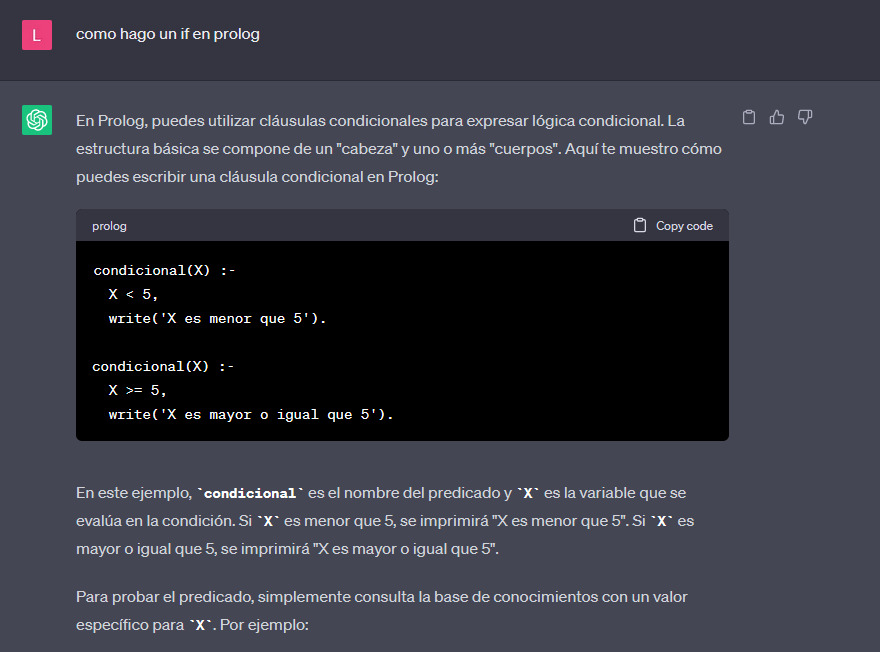 L
como hago un if en prolog
En Prolog, puedes utilizar cláusulas condicionales para expresar lógica condicional. La
estructura básica se compone de un "cabeza" y uno o más "cuerpos". Aquí te muestro cómo
puedes escribir una cláusula condicional en Prolog:
prolog
Copy code
condicional(X) :-
  X < 5,
  write('X es menor que 5').
condicional(X) :-
  X >= 5,
  write('X es mayor o igual que 5').
En este ejemplo, `condicional` es el nombre del predicado y `X` es la variable que se
evalúa en la condición. Si `X` es menor que 5, se imprimirá "X es menor que 5". Si `X` es
mayor o igual que 5, se imprimirá "X es mayor o igual que 5".
Para probar el predicado, simplemente consulta la base de conocimientos con un valor
específico para `X`. Por ejemplo: